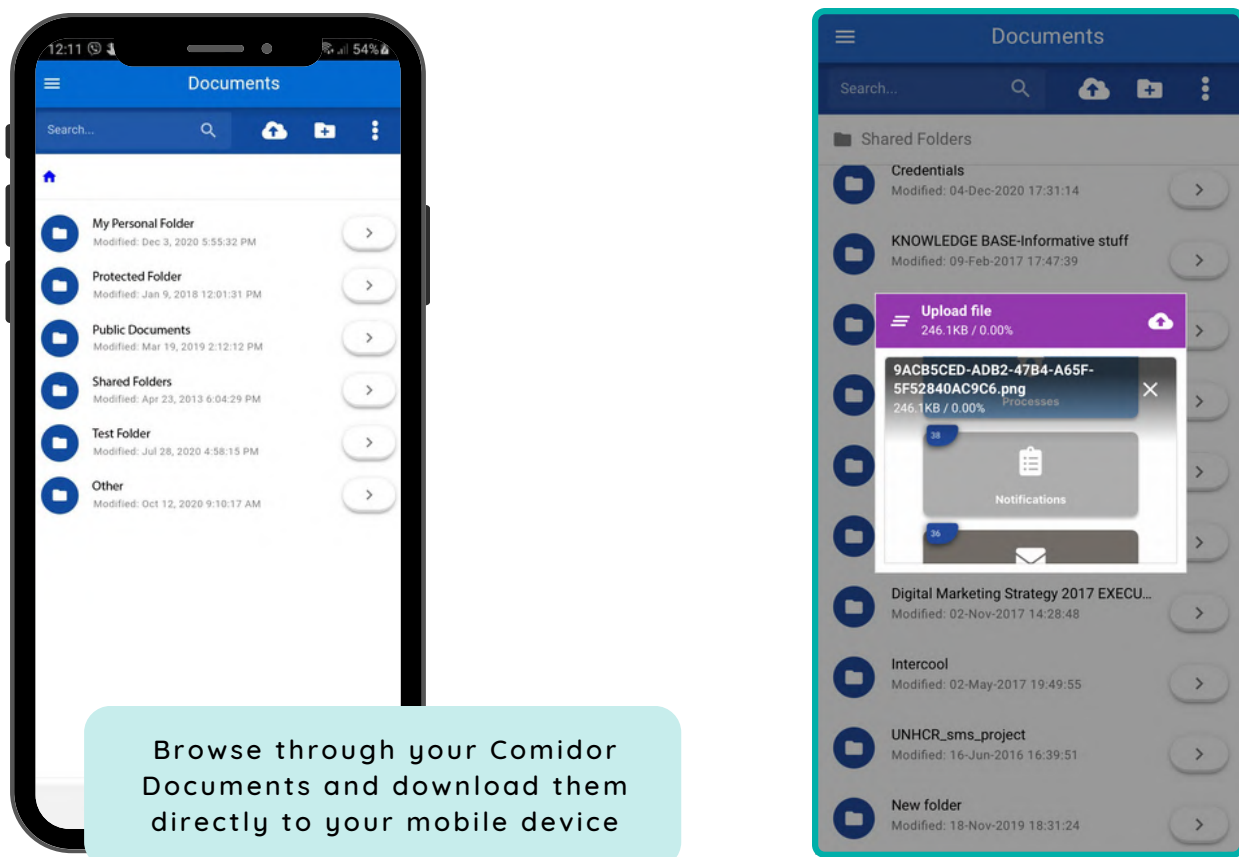 12:11
54%
Documents
Search...
My Personal Folder
Modified: Dec 3, 2020 5:55:32 PM
Protected Folder
Modified: Jan 9, 2018 12:01:31 PM
Public Documents
Modified: Mar 19, 2019 2:12:12 PM
Shared Folders
Modified: Apr 23, 2013 6:04:29 PM
Test Folder
Modified: Jul 28, 2020 4:58:15 PM
Other
Modified: Oct 12, 2020 9:10:17 AM
Browse through your Comidor
Documents and download them
directly to your mobile device
Documents
Search...
Shared Folders
Credentials
Modified: 04-Dec-2020 17:31:14
KNOWLEDGE BASE-Informative stuff
Modified: 09-Feb-2017 17:47:39
Upload file
246.1KB / 0.00%
9ACB5CED-ADB2-47B4-A65F-
5F52840AC9C6.png
246.1KB / 0.00%
Processes
38
Notifications
36
Digital Marketing Strategy 2017 EXECU...
Modified: 02-Nov-2017 14:28:48
Intercool
Modified: 02-May-2017 19:49:55
UNHCR_sms_project
Modified: 16-Jun-2016 16:39:51
New folder
Modified: 18-Nov-2019 18:31:24